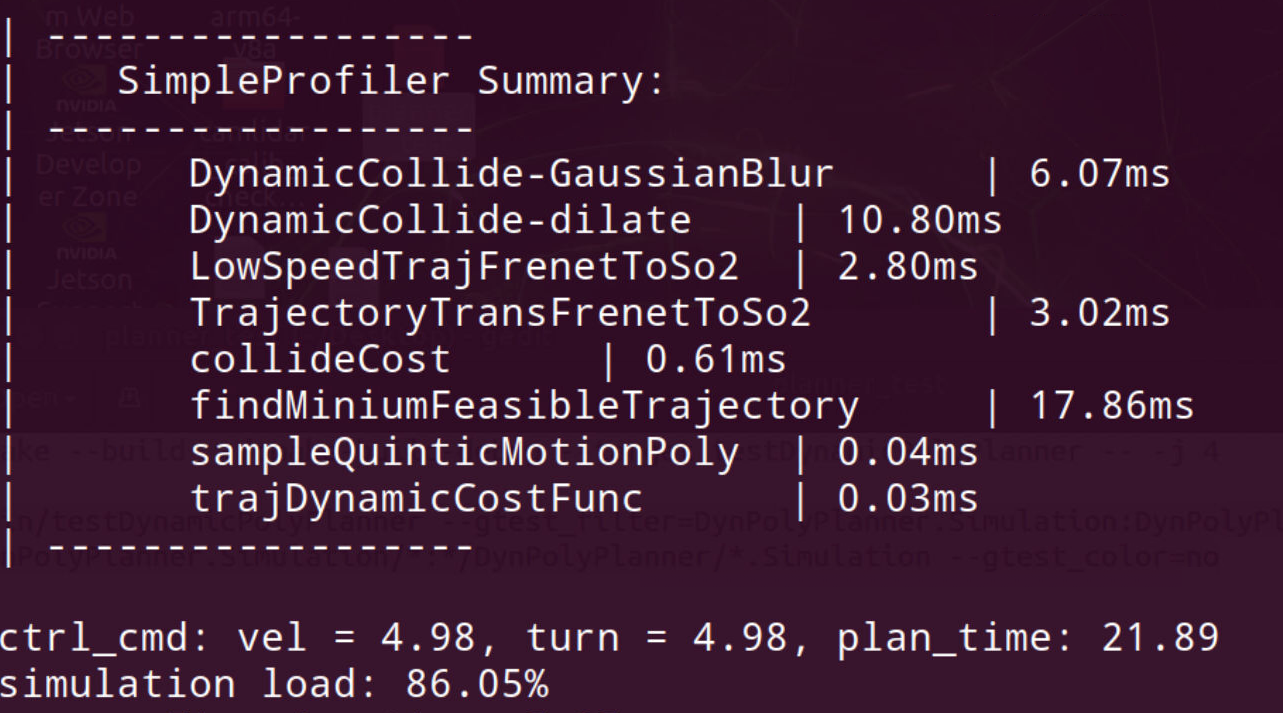 | ------------------
|    SimpleProfiler Summary:
| ------------------
|       DynamicCollide-GaussianBlur      | 6.07ms
|       DynamicCollide-dilate    | 10.80ms
|       LowSpeedTrajFrenetToSo2  | 2.80ms
|       TrajectoryTransFrenetToSo2       | 3.02ms
|       collideCost      | 0.61ms
|       findMiniumFeasibleTrajectory     | 17.86ms
|       sampleQuinticMotionPoly  | 0.04ms
|       trajDynamicCostFunc      | 0.03ms
| ------------------
ctrl_cmd: vel = 4.98, turn = 4.98, plan_time: 21.89
simulation load: 86.05%